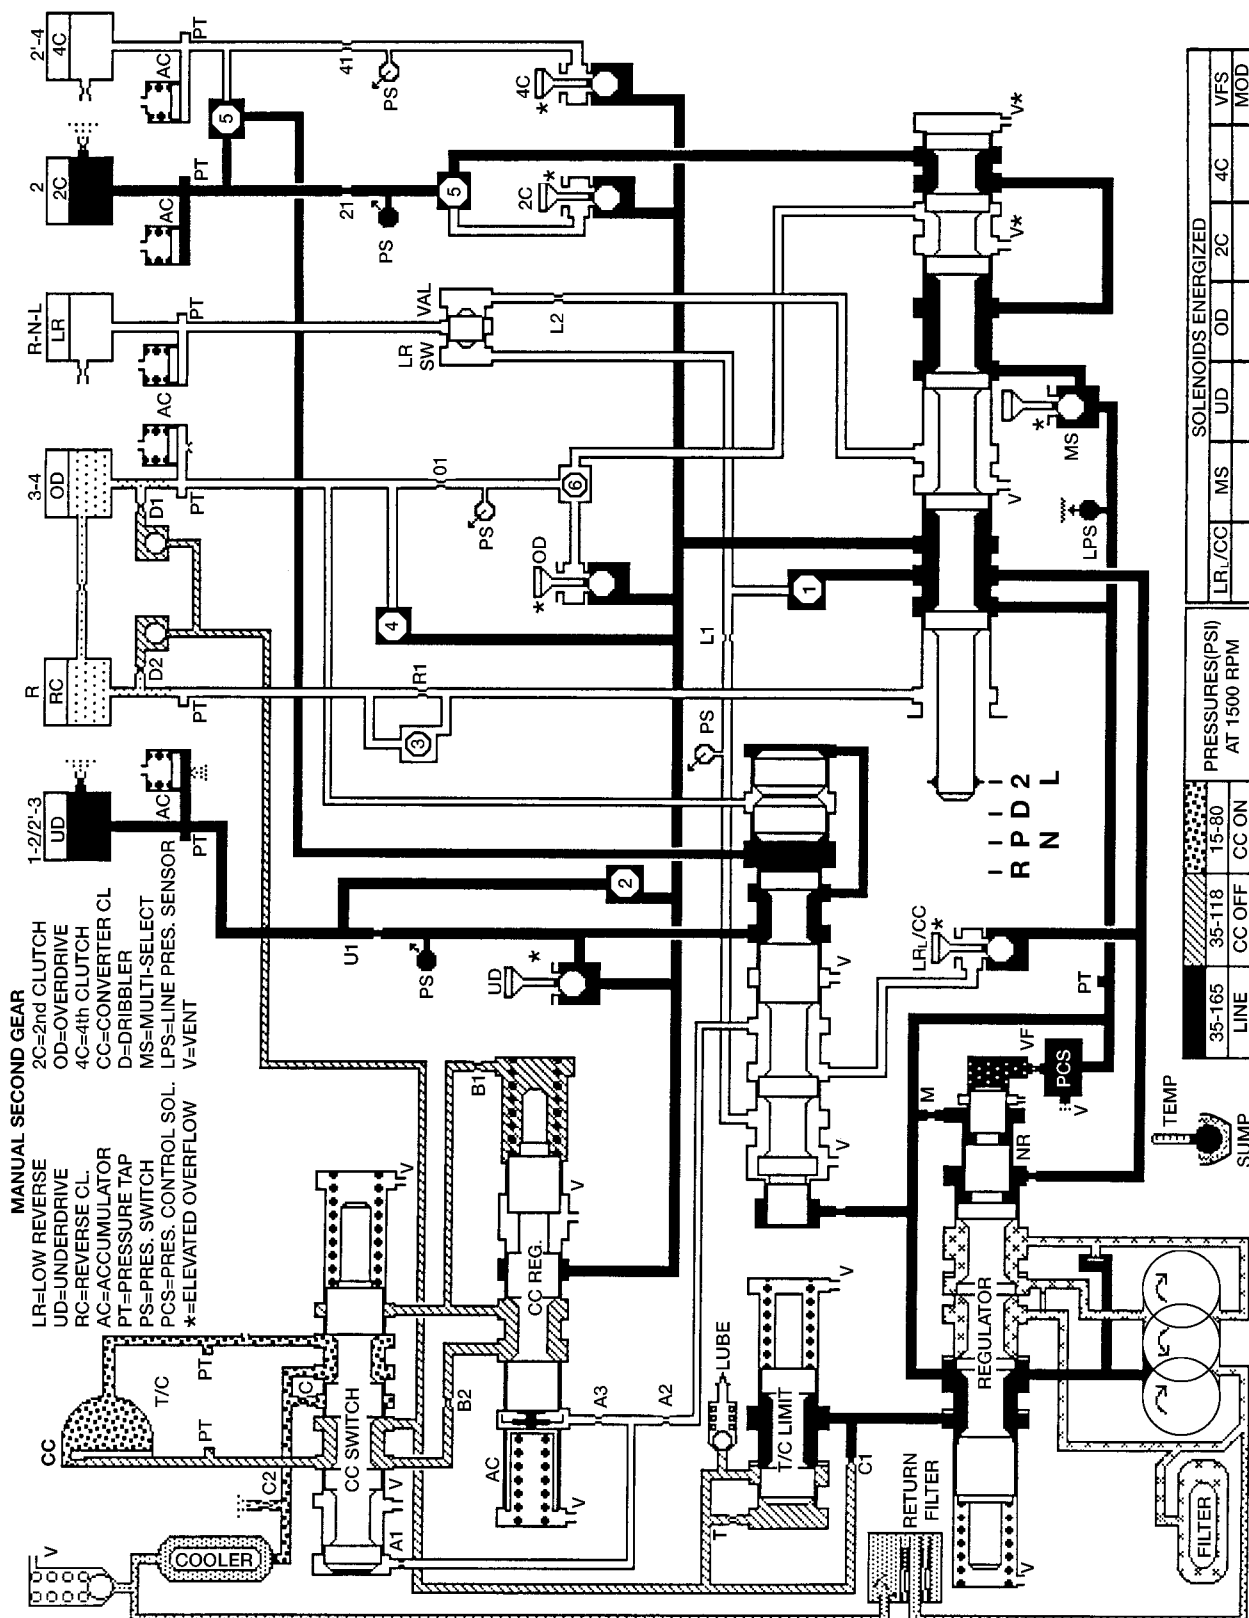 MANUAL SECOND GEAR
LR=LOW REVERSE
UD=UNDERDRIVE
RC=REVERSE CL.
AC=ACCUMULATOR
PT=PRESSURE TAP
PS=PRES. SWITCH
PCS=PRES. CONTROL SOL.
*=ELEVATED OVERFLOW
2C=2nd CLUTCH
OD=OVERDRIVE
4C=4th CLUTCH
CC=CONVERTER CL
D=DRIBBLER
MS=MULTI-SELECT
LPS=LINE PRES. SENSOR
V=VENT
1-2/2'-3
UD
R
RC
3-4
OD
R-N-L
LR
2
2C
2'-4
4C
AC
PT
D2
D1
AC
PT
AC
PT
AC
PT
AC
PT
PT
5
41
PS
21
PS
5
4C
*
2C
*
LR
SW
VAL
L2
01
PS
6
OD
*
4
R1
3
U1
2
PS
UD
*
L1
1
PS
CC
T/C
PT
PT
C
C2
COOLER
V
CC SWITCH
V
V
A1
B1
B2
CC REG.
V
AC
V
A3
A2
LUBE
T
T/C LIMIT
V
C1
V
V
LRL/CC
*
R P D 2
N L
V
V*
V*
MS
*
LPS
PT
M
VF
PCS
V
NR
REGULATOR
V
RETURN
FILTER
FILTER
TEMP
SUMP
35-165
LINE
35-118
CC OFF
15-80
CC ON
PRESSURES(PSI)
AT 1500 RPM
SOLENOIDS ENERGIZED
LRL/CC
MS
UD
OD
2C
4C
VFS
MOD